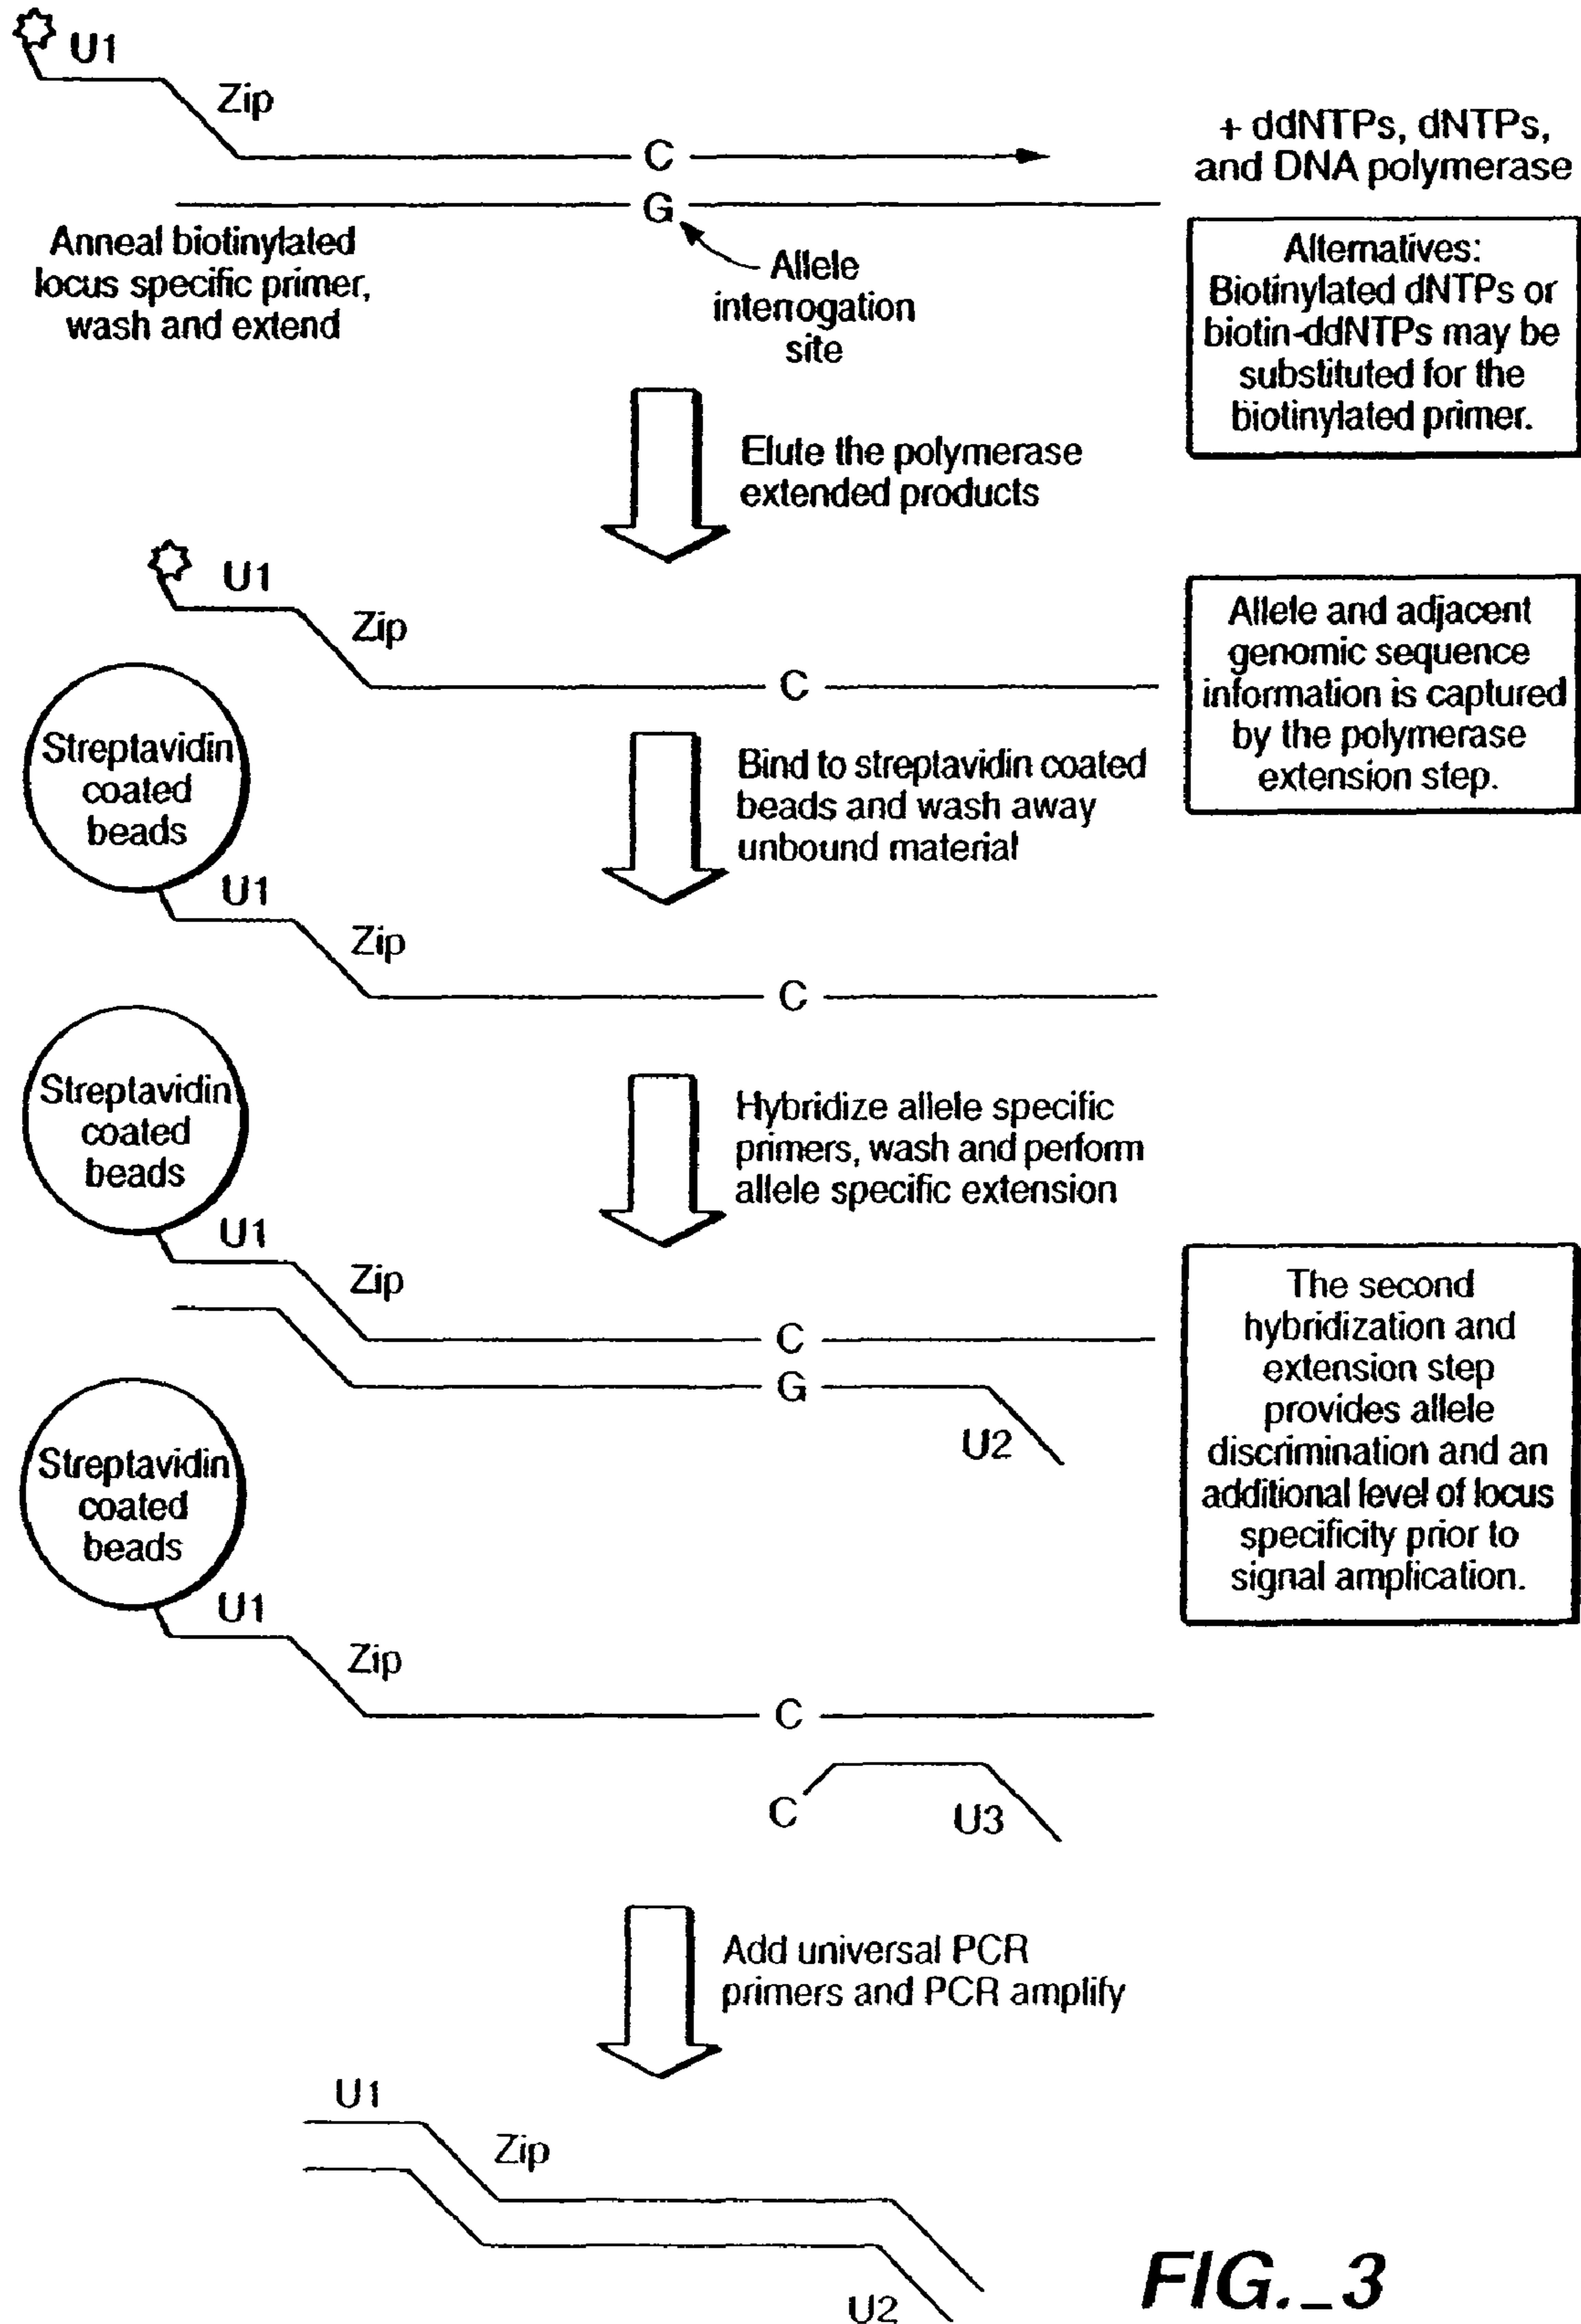 U1
Zip
C
G
+ ddNTPs, dNTPs,
and DNA polymerase
Anneal biotinylated
locus specific primer,
wash and extend
Allele
interrogation
site
Alternatives:
Biotinylated dNTPs or
biotin-ddNTPs may be
substituted for the
biotinylated primer.
Elute the polymerase
extended products
U1
Zip
C
Allele and adjacent
genomic sequence
information is captured
by the polymerase
extension step.
Streptavidin
coated
beads
Bind to streptavidin coated
beads and wash away
unbound material
U1
Zip
C
Streptavidin
coated
beads
Hybridize allele specific
primers, wash and perform
allele specific extension
U1
Zip
C
G
U2
The second
hybridization and
extension step
provides allele
discrimination and an
additional level of locus
specificity prior to
signal amplication.
Streptavidin
coated
beads
U1
Zip
C
C
U3
Add universal PCR
primers and PCR amplify
U1
Zip
U2
FIG._3